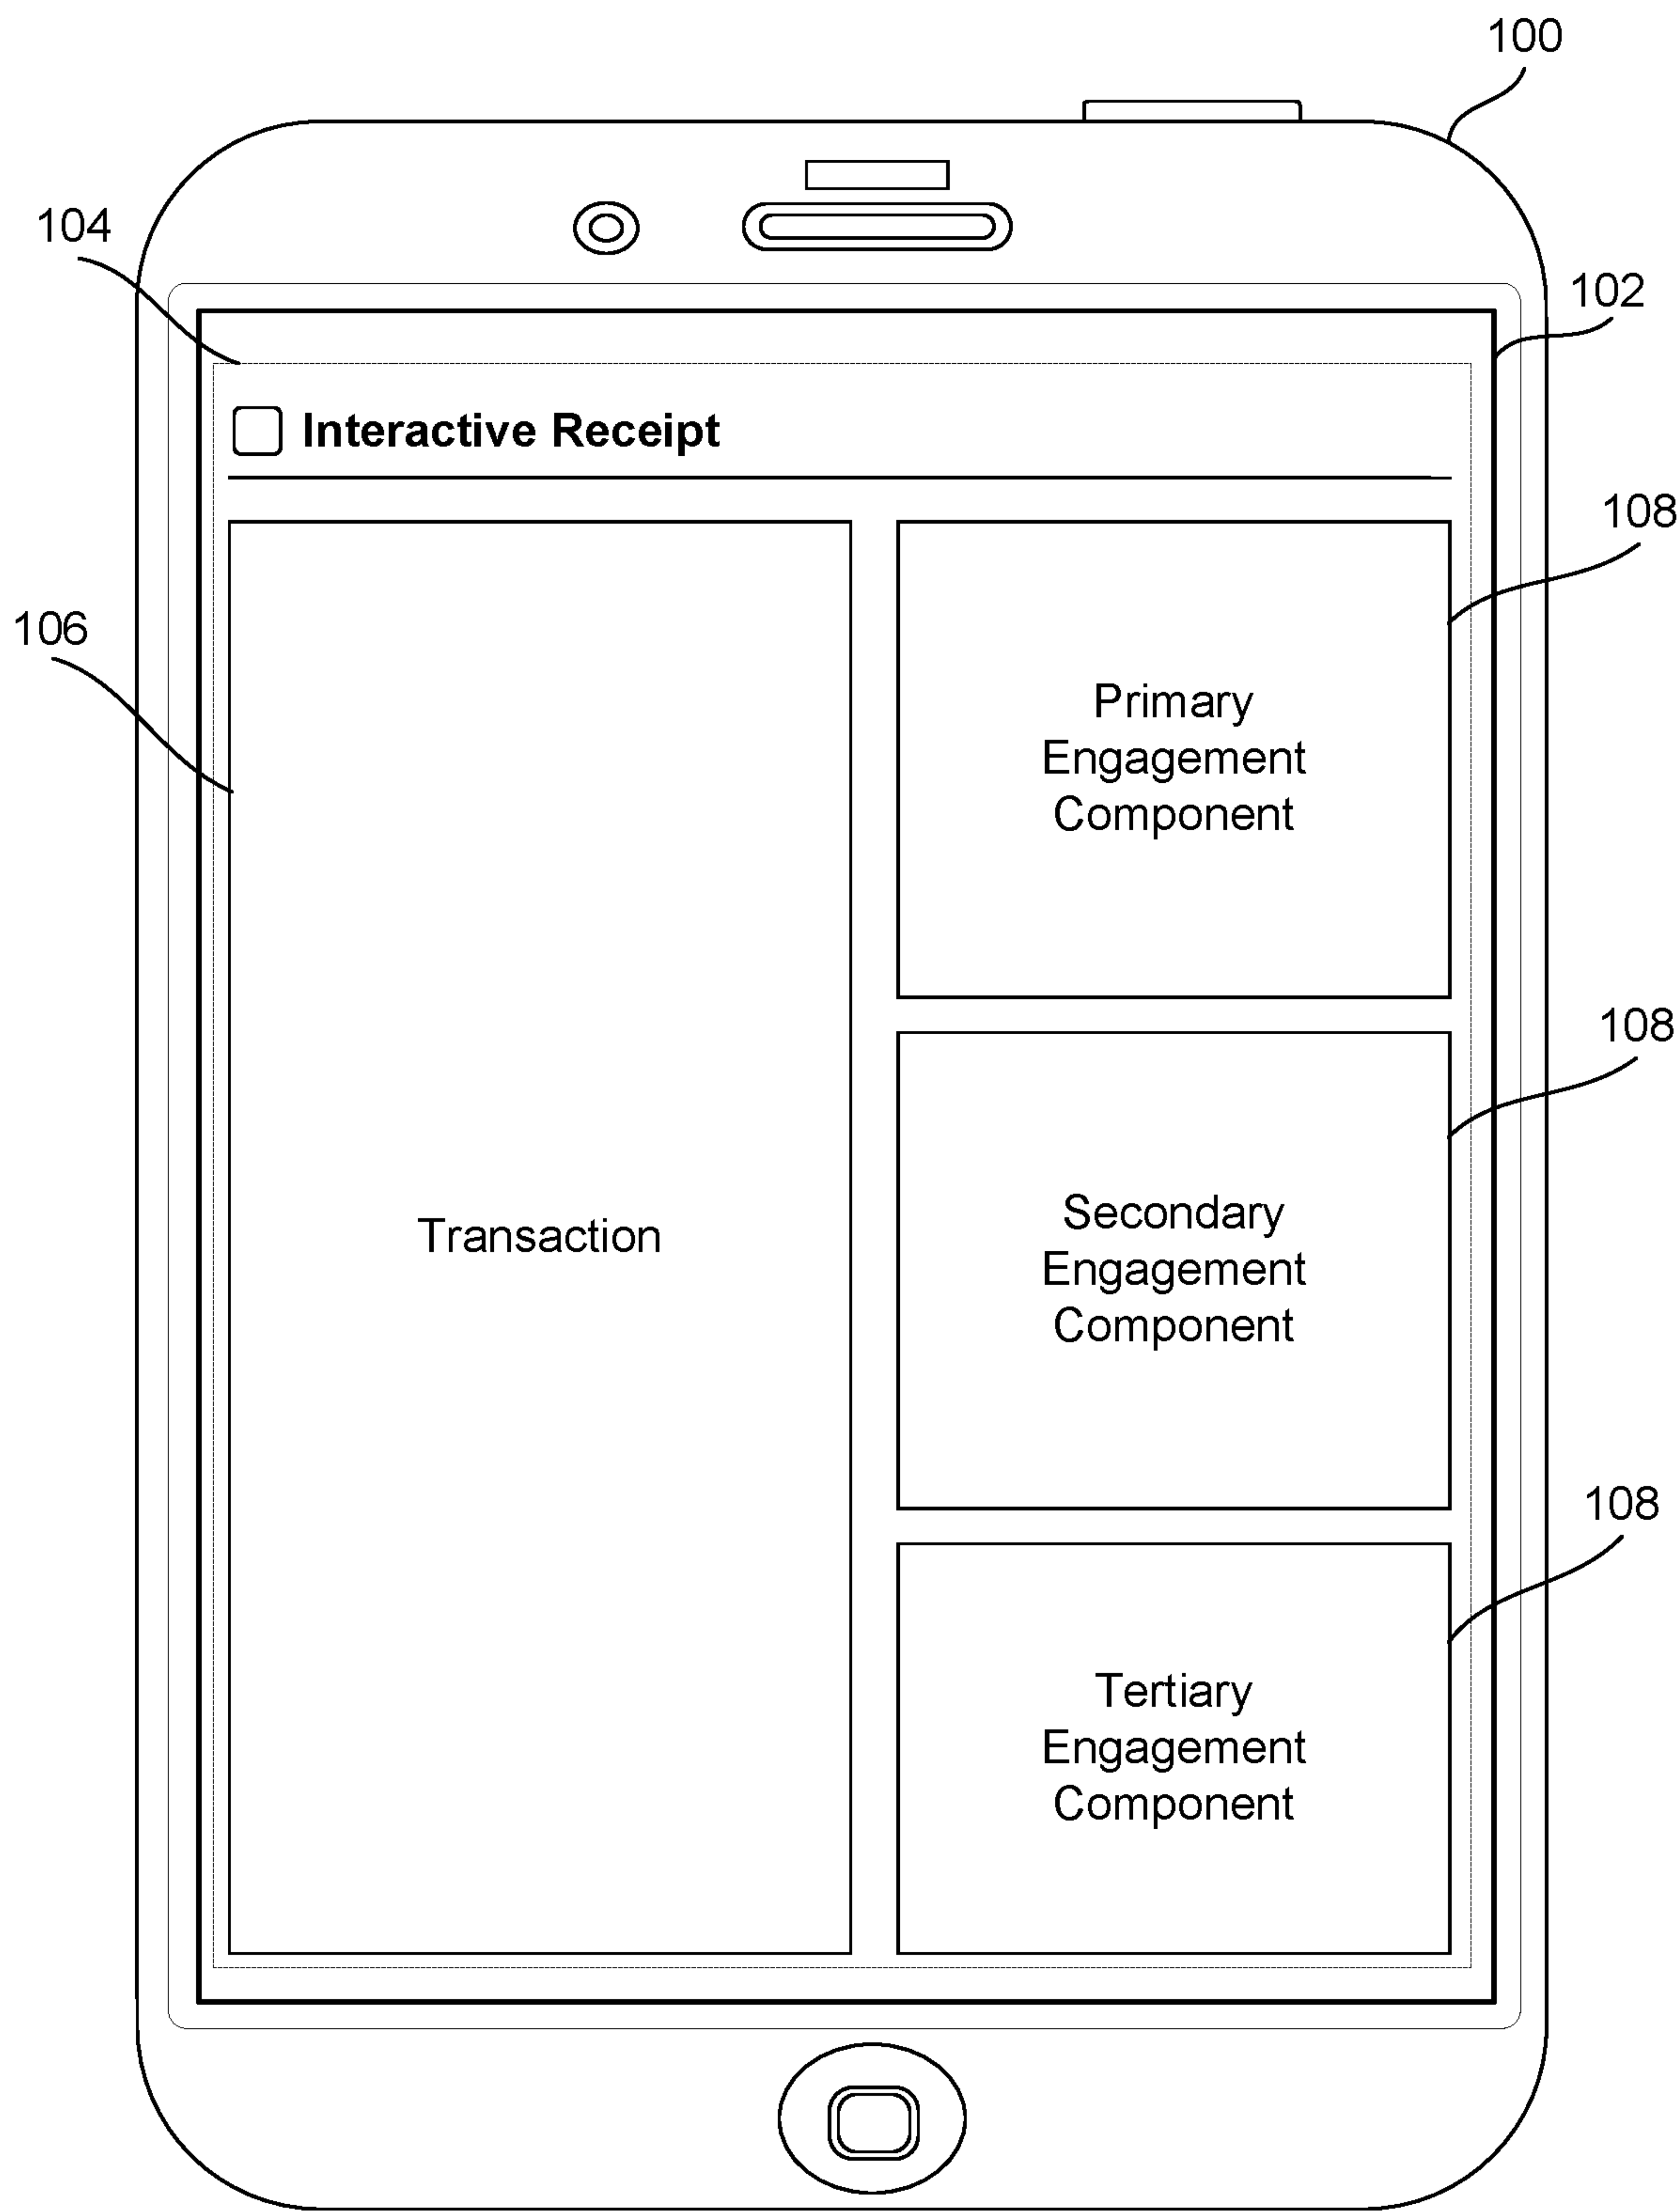 100
104
102
Interactive Receipt
108
106
Primary
Engagement
Component
108
Transaction
Secondary
Engagement
Component
108
Tertiary
Engagement
Component